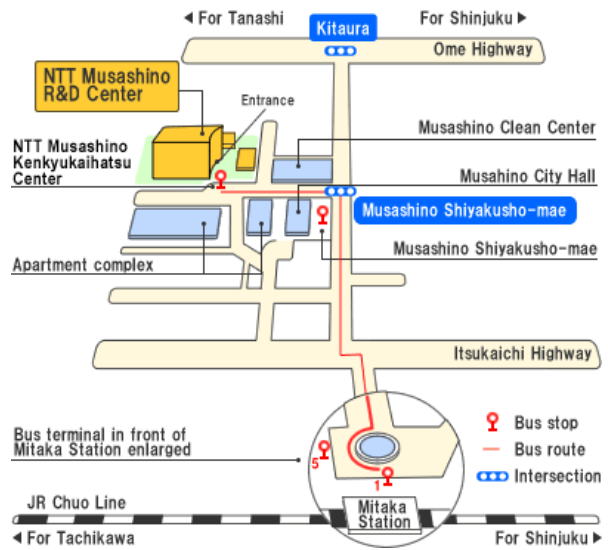 ◀ For Tanashi
For Shinjuku ▶
Kitaura
Ome Highway
NTT Musashino
R&D Center
Entrance
Musashino Clean Center
NTT Musashino
Kenkyukaihatsu
Center
Musahino City Hall
Musashino Shiyakusho-mae
Musashino Shiyakusho-mae
Apartment complex
Itsukaichi Highway
Bus terminal in front of
Mitaka Station enlarged
5
1
Bus stop
Bus route
Intersection
JR Chuo Line
Mitaka
Station
◀ For Tachikawa
For Shinjuku ▶